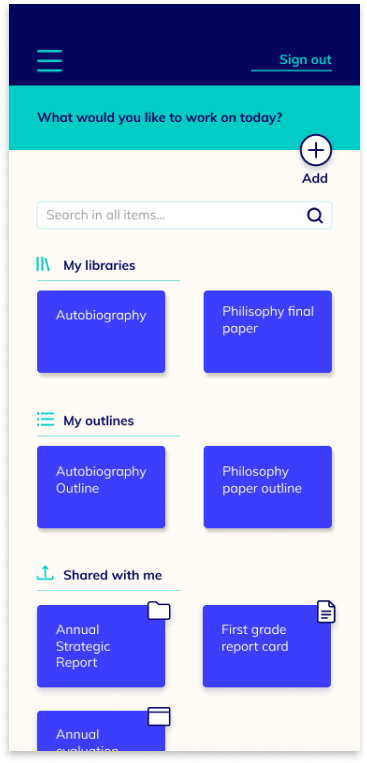 Sign out
What would you like to work on today?
Add
Search in all items...
My libraries
Autobiography
Philisophy final
paper
My outlines
Autobiography
Outline
Philosophy
paper outline
Shared with me
Annual
Strategic
Report
First grade
report card
Annual
evaluation